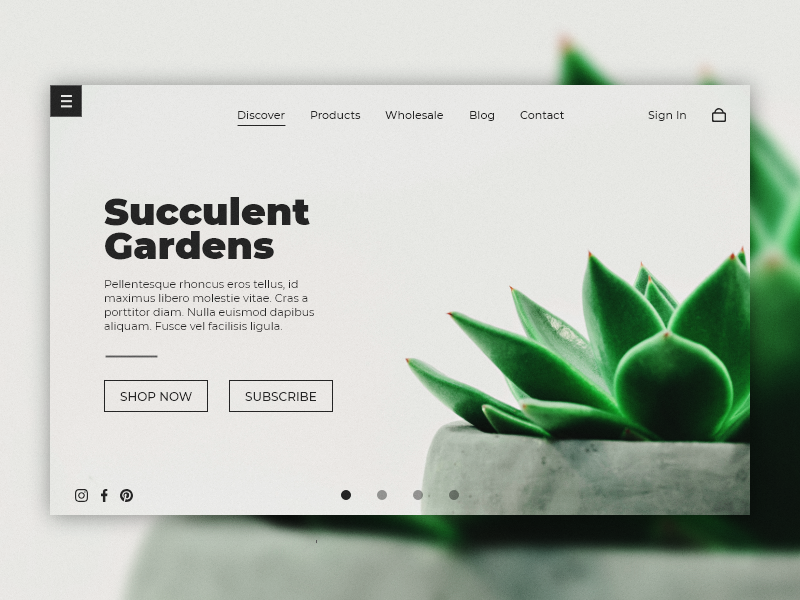 Discover Products Wholesale Blog Contact Sign In
Succulent
Gardens
Pellentesque rhoncus eros tellus, id
maximus libero molestie vitae. Cras a
porttitor diam. Nulla euismod dapibus
aliquam. Fusce vel facilisis ligula.
SHOP NOW SUBSCRIBE